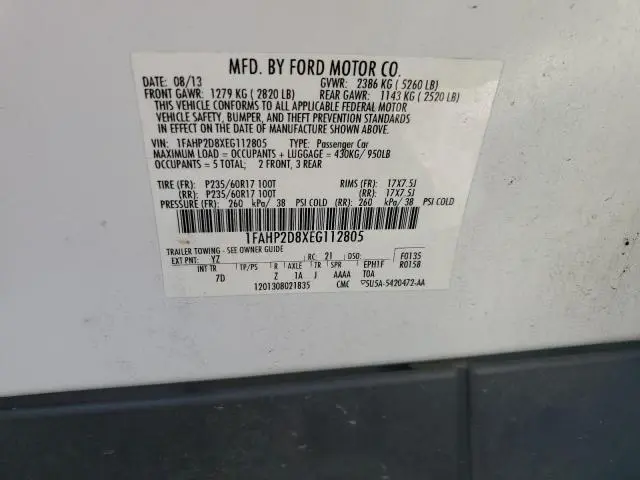 MFD. BY FORD MOTOR CO.
DATE: 08/13 GVWR: 2386 KG ( 5260 LB)
FRONT GAWR: 1279 KG ( 2820 LB) REAR GAWR: 1143 KG ( 2520 LB)
THIS VEHICLE CONFORMS TO ALL APPLICABLE FEDERAL MOTOR
VEHICLE SAFETY, BUMPER, AND THEFT PREVENTION STANDARDS
IN EFFECT ON THE DATE OF MANUFACTURE SHOWN ABOVE.
VIN: 1FAHP2D8XEG112805 TYPE: Passenger Car
MAXIMUM LOAD = OCCUPANTS + LUGGAGE = 430KG/ 950LB
OCCUPANTS = 5 TOTAL; 2 FRONT, 3 REAR
TIRE (FR): P235/60R17 100T RIMS (FR): 17X7.5J
(RR): P235/60R17 100T (RR): 17X7.5J
PRESSURE (FR): 260 kPa/ 38 PSI COLD (RR): 260 kPa/ 38 PSI COLD
1FAHP2D8XEG112805
TRAILER TOWING - SEE OWNER GUIDE
EXT PNT: YZ RC: 21 DSO: F0135
INT TR TP/PS R AXLE TR SPR EPH1F R0158
7D Z 1A J AAAA TOA
1201308021835 CMC ▽5U5A-5420472-AA